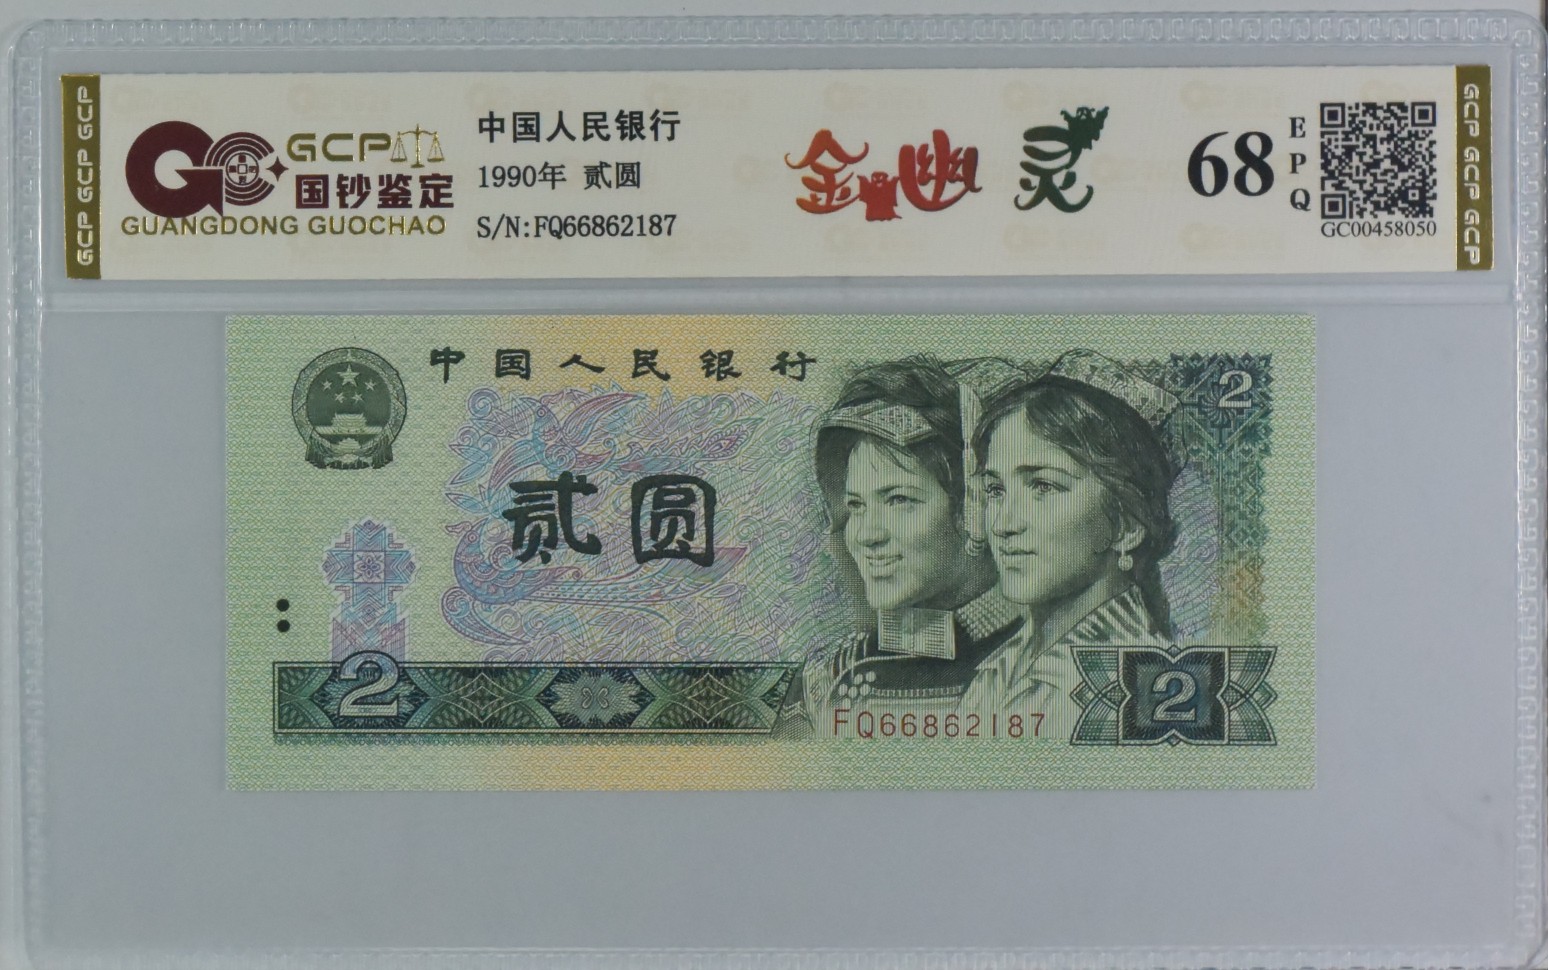 GCP GCP GCP
GCP
国钞鉴定
GUANGDONG GUOCHAO
中国人民银行
1990年 贰圆
S/N:FQ66862187
金幽灵
68
EPQ
GC00458050
GCP GCP GCP
中国人民银行
2
贰圆
2
2
FQ66862187